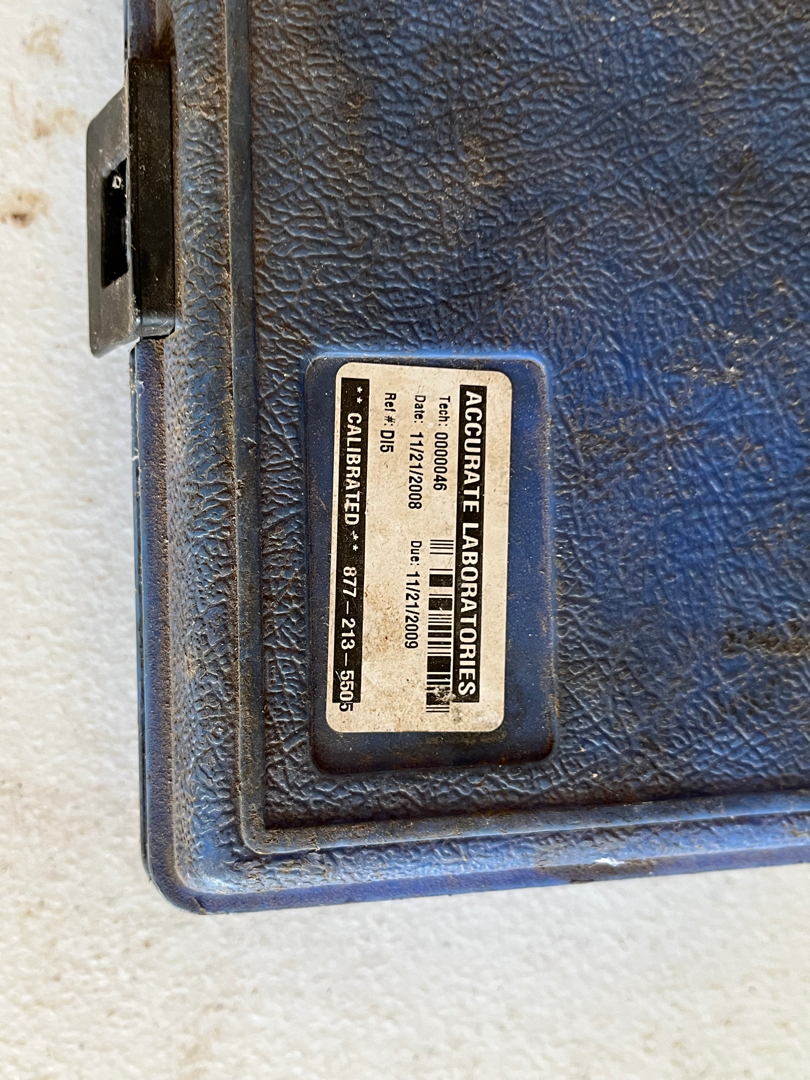 ACCURATE LABORATORIES
Tech: 0000046
Date: 11/21/2008 Due: 11/21/2009
Ref #: DI5
** CALIBRATED ** 877-213-5505